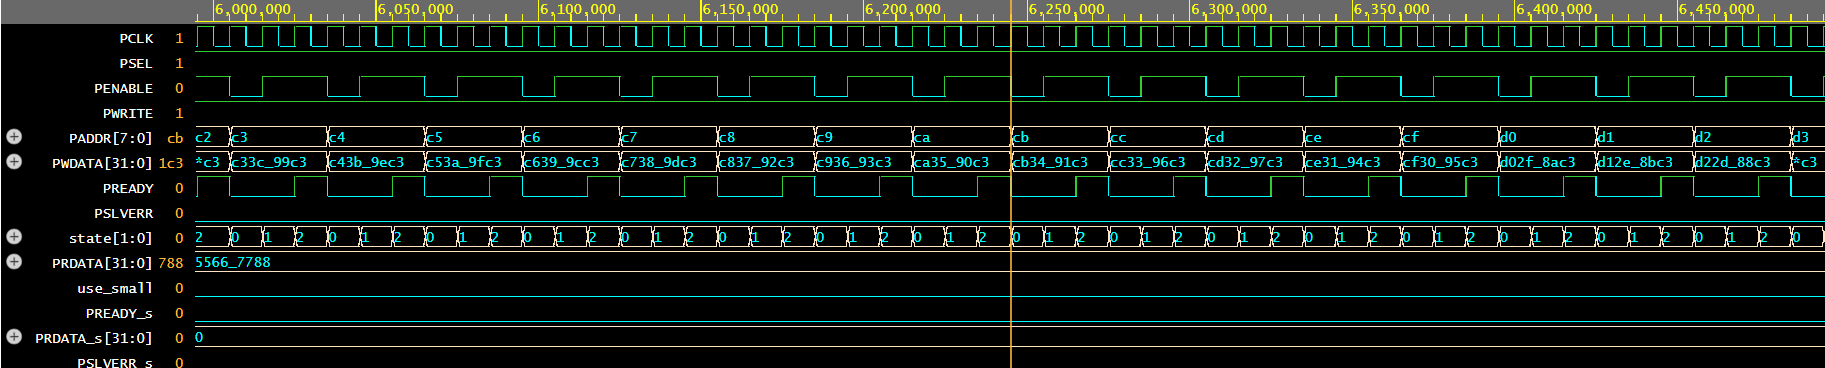 6,000,000 6,050,000 6,100,000 6,150,000 6,200,000 6,250,000 6,300,000 6,350,000 6,400,000 6,450,000
PCLK 1
PSEL 1
PENABLE 0
PWRITE 1
PADDR[7:0] cb c2 c3 c4 c5 c6 c7 c8 c9 ca cb cc cd ce cf d0 d1 d2 d3
PWDATA[31:0] 1c3 *c3 c33c_99c3 c43b_9ec3 c53a_9fc3 c639_9cc3 c738_9dc3 c837_92c3 c936_93c3 ca35_90c3 cb34_91c3 cc33_96c3 cd32_97c3 ce31_94c3 cf30_95c3 d02f_8ac3 d12e_8bc3 d22d_88c3 *c3
PREADY 0
PSLVERR 0
state[1:0] 0 2 0 1 2 0 1 2 0 1 2 0 1 2 0 1 2 0 1 2 0 1 2 0 1 2 0 1 2 0 1 2 0 1 2 0 1 2 0 1 2 0 1 2 0 1 2 0 1 2 0
PRDATA[31:0] 788 5566_7788
use_small 0
PREADY_s 0
PRDATA_s[31:0] 0 0
PSLVERR_s 0